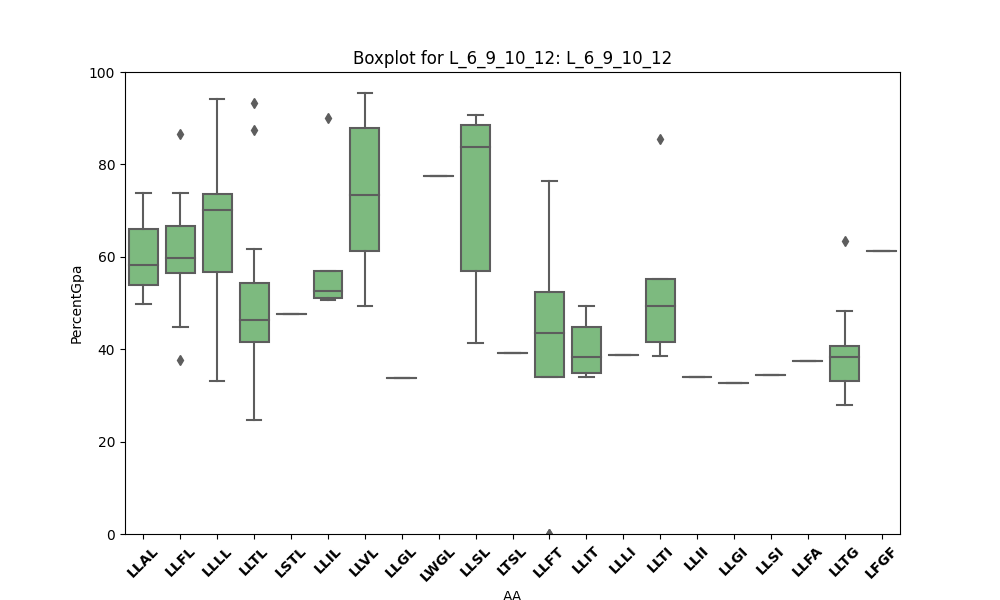 Boxplot for L_6_9_10_12: L_6_9_10_12
100
80
60
40
20
0
PercentGpa
LLAL LLFL LLLL LLTL LSTL LLIL LLVL LLGL LWGL LLSL LTSL LLFT LLIT LLLI LLTI LLII LLGI LLSI LLFA LLTG LFGF
AA